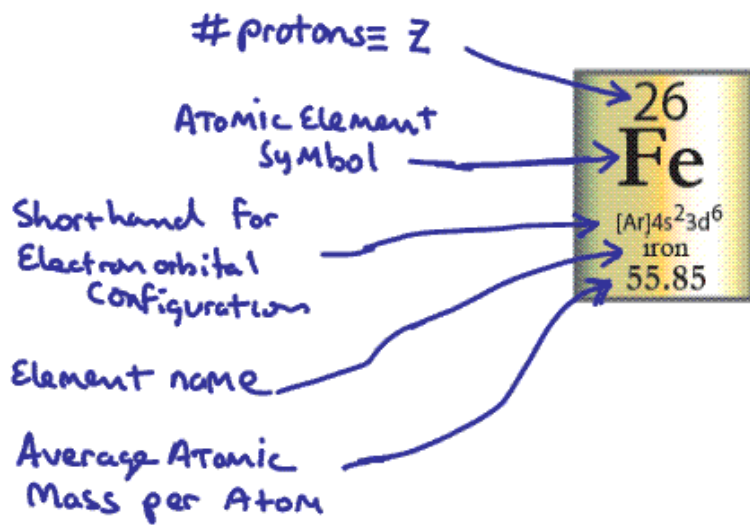 #protons≡ Z
26
Atomic Element
Symbol
Fe
Shorthand for
Electron orbital
Configuration
[Ar]4s²3d⁶
iron
55.85
Element name
Average Atomic
Mass per Atom